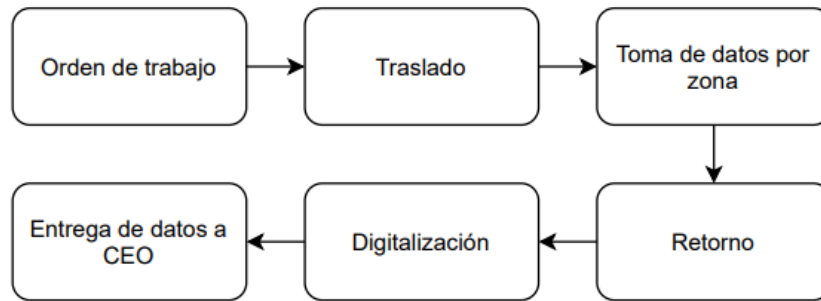 Orden de trabajo
Traslado
Toma de datos por
zona
Retorno
Digitalización
Entrega de datos a
CEO